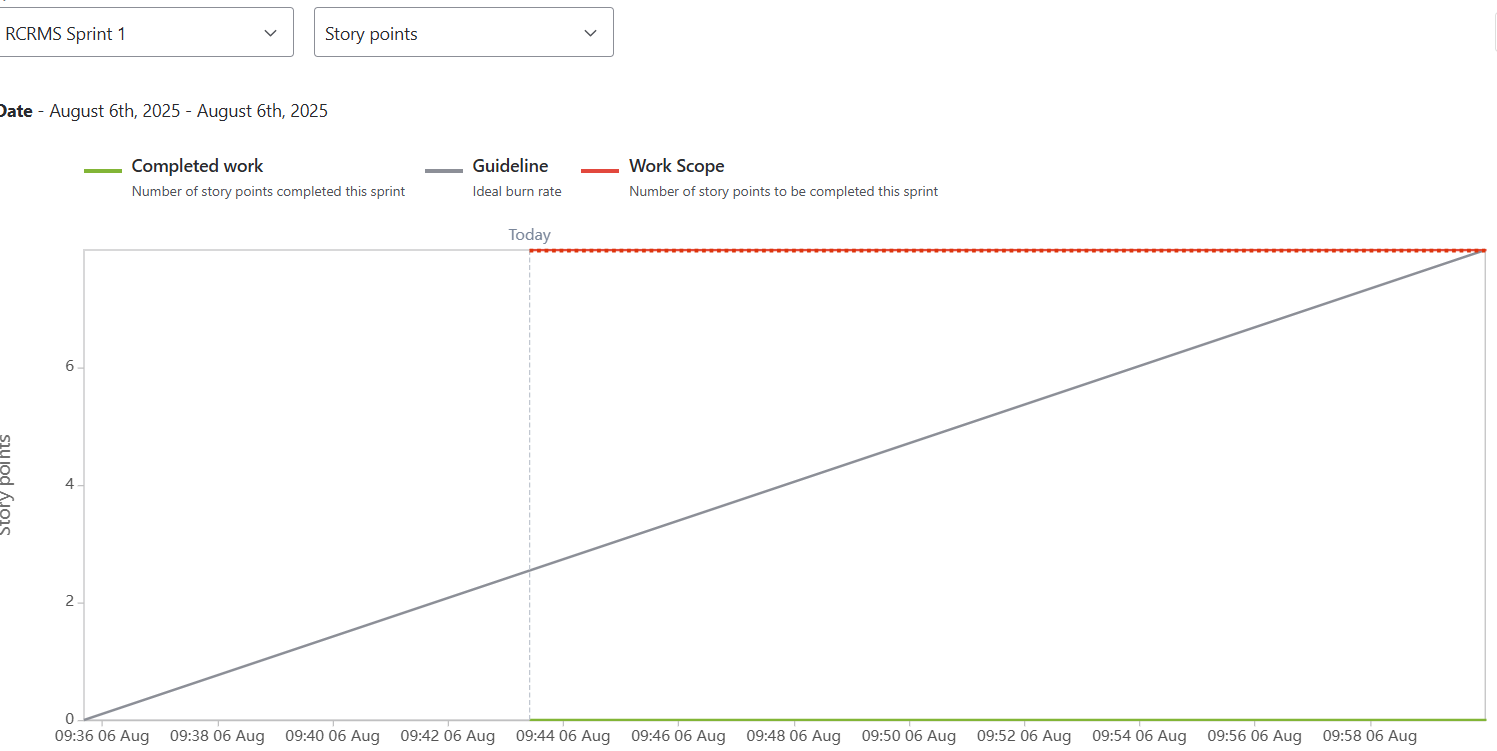 RCRMS Sprint 1
Story points
Date - August 6th, 2025 - August 6th, 2025
Completed work
Number of story points completed this sprint
Guideline
Ideal burn rate
Work Scope
Number of story points to be completed this sprint
Today
6
4
2
0
Story points
09:36 06 Aug
09:38 06 Aug
09:40 06 Aug
09:42 06 Aug
09:44 06 Aug
09:46 06 Aug
09:48 06 Aug
09:50 06 Aug
09:52 06 Aug
09:54 06 Aug
09:56 06 Aug
09:58 06 Aug